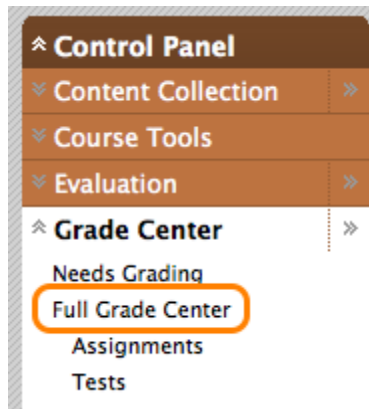 Control Panel
Content Collection
Course Tools
Evaluation
Grade Center
Needs Grading
Full Grade Center
Assignments
Tests